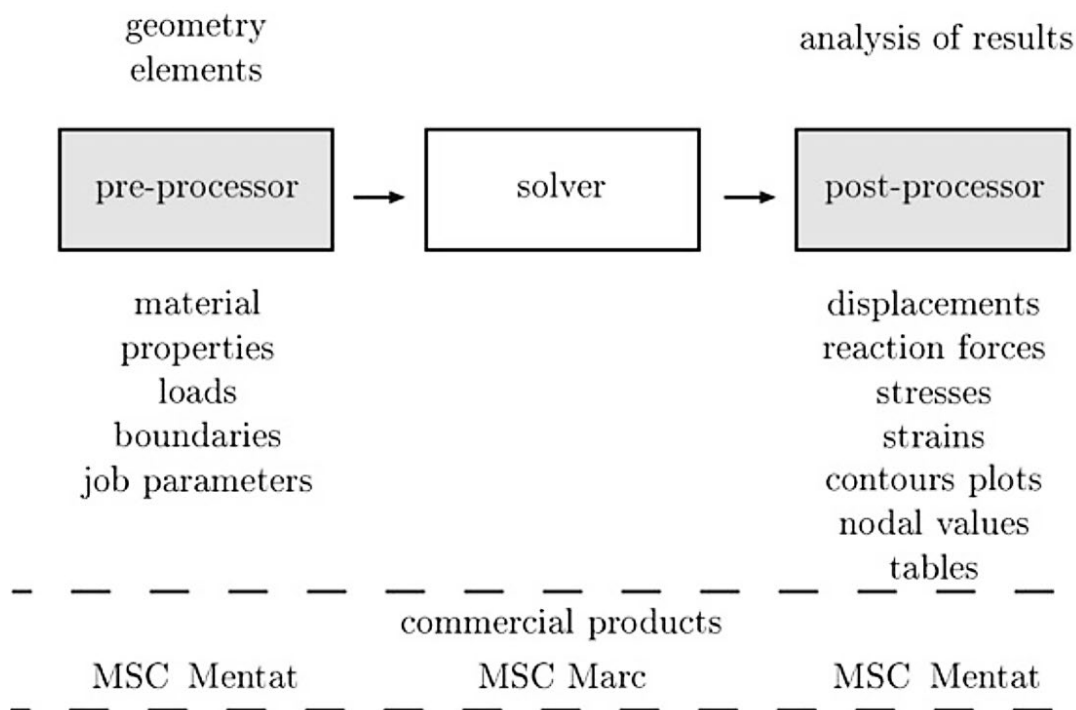 geometry
elements
analysis of results
pre-processor
solver
post-processor
material
properties
loads
boundaries
job parameters
displacements
reaction forces
stresses
strains
contours plots
nodal values
tables
commercial products
MSC Mentat
MSC Marc
MSC Mentat